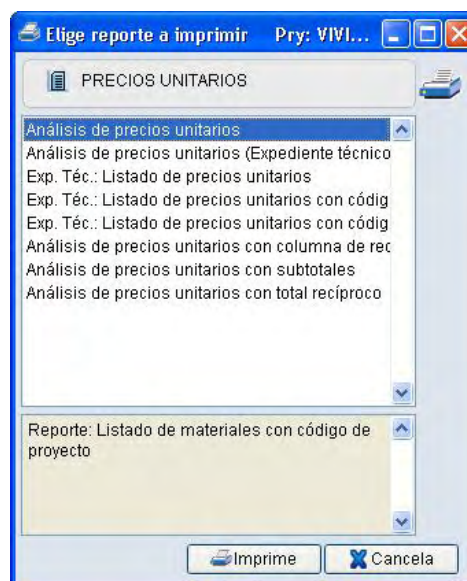 Elige reporte a imprimir Pry: VIVI...
PRECIOS UNITARIOS
Análisis de precios unitarios
Análisis de precios unitarios (Expediente técnico
Exp. Téc.: Listado de precios unitarios
Exp. Téc.: Listado de precios unitarios con códig
Exp. Téc.: Listado de precios unitarios con códig
Análisis de precios unitarios con columna de rec
Análisis de precios unitarios con subtotales
Análisis de precios unitarios con total recíproco
Reporte: Listado de materiales con código de
proyecto
Imprime Cancela